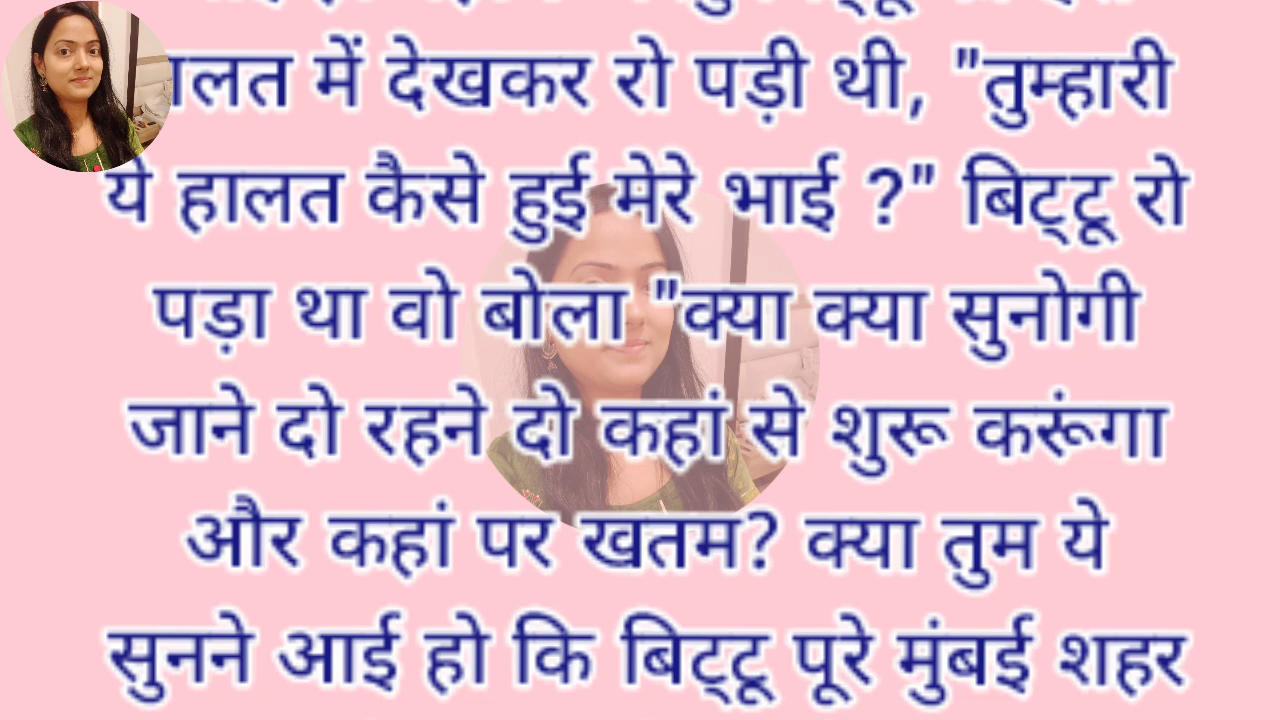 हालत में देखकर रो पड़ी थी, "तुम्हारी
ये हालत कैसे हुई मेरे भाई ?" बिट्टू रो
पड़ा था वो बोला "क्या क्या सुनोगी
जाने दो रहने दो कहां से शुरू करूंगा
और कहां पर खतम? क्या तुम ये
सुनने आई हो कि बिट्टू पूरे मुंबई शहर